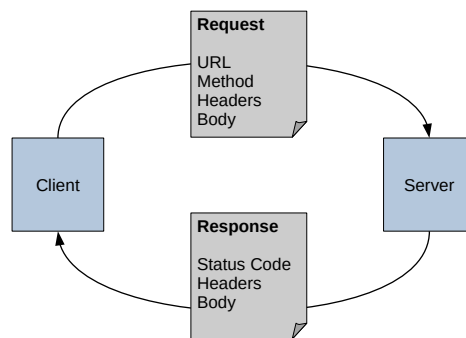 Request
URL
Method
Headers
Body
Client
Server
Response
Status Code
Headers
Body